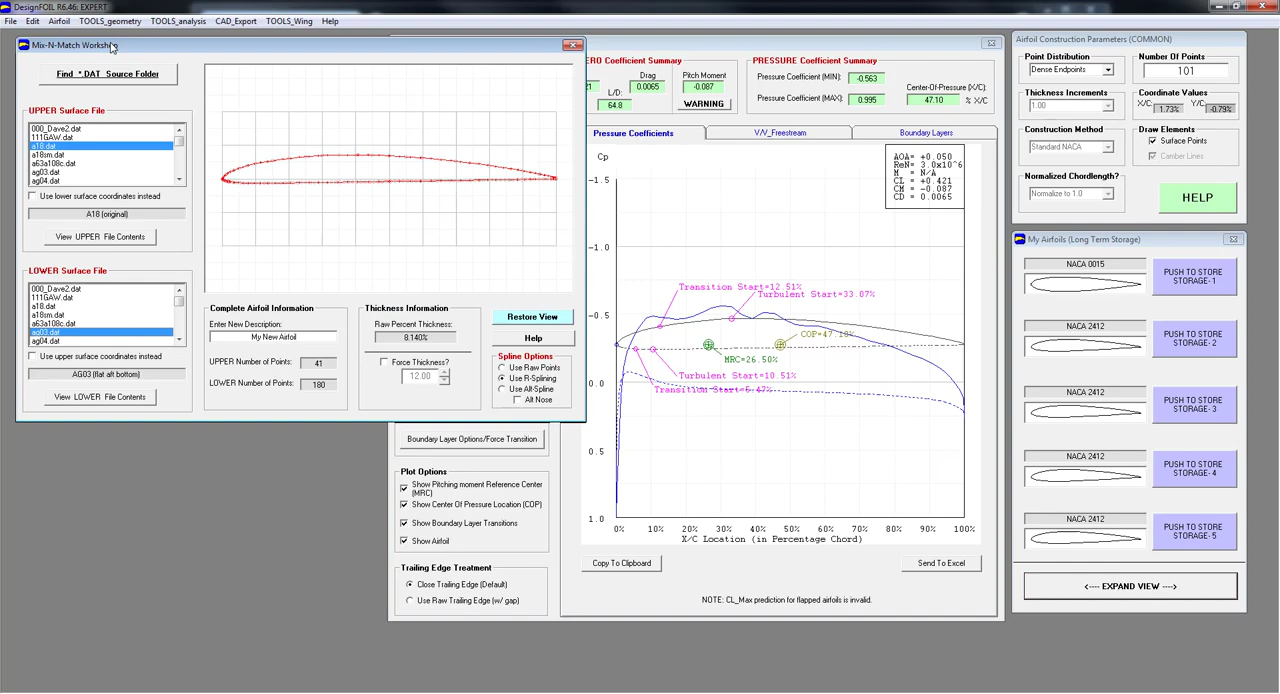 DesignFOIL R6.46: EXPERT
File Edit Airfoil TOOLS_geometry TOOLS_analysis CAD_Export TOOLS_Wing Help
Mix-N-Match Workshop
Find *.DAT Source Folder
UPPER Surface File
000_Dave2.dat
111GAW.dat
a18.dat
a18sm.dat
a63a108c.dat
ag03.dat
ag04.dat
Use lower surface coordinates instead
A18 (original)
View UPPER File Contents
LOWER Surface File
000_Dave2.dat
111GAW.dat
a18.dat
a18sm.dat
a63a108c.dat
ag03.dat
ag04.dat
Use upper surface coordinates instead
AG03 (flat aft bottom)
View LOWER File Contents
Complete Airfoil Information
Enter New Description:
My New Airfoil
UPPER Number of Points: 41
LOWER Number of Points: 180
Thickness Information
Raw Percent Thickness:
8.140%
Force Thickness?
12.00
Restore View
Help
Spline Options
Use Raw Points
Use R-Splining
Use Alt-Spline
Alt Nose
ERO Coefficient Summary
Drag
21
0.0065
L/D:
64.8
Pitch Moment
-0.087
WARNING
PRESSURE Coefficient Summary
Pressure Coefficient (MIN): -0.563
Pressure Coefficient (MAX): 0.995
Center-Of-Pressure (X/C):
47.10 % X/C
Pressure Coefficients
V/V_Freestream
Boundary Layers
Cp
AOA= +0.050
ReN= 3.0x10^6
M = N/A
CL = +0.421
CM = -0.087
CD = 0.0065
-1.5
-1.0
-0.5
0.0
0.5
1.0
Transition Start=12.51%
Turbulent Start=33.07%
COP=47.10%
MRC=26.50%
Turbulent Start=10.51%
Transition Start=5.47%
0% 10% 20% 30% 40% 50% 60% 70% 80% 90% 100%
X/C Location (in Percentage Chord)
Copy To Clipboard
Send To Excel
NOTE: CL_Max prediction for flapped airfoils is invalid.
Boundary Layer Options/Force Transition
Plot Options
Show Pitching moment Reference Center
(MRC)
Show Center Of Pressure Location (COP)
Show Boundary Layer Transitions
Show Airfoil
Trailing Edge Treatment
Close Trailing Edge (Default)
Use Raw Trailing Edge (w/ gap)
Airfoil Construction Parameters (COMMON)
Point Distribution
Dense Endpoints
Number Of Points
101
Thickness Increments
1.00
Coordinate Values
X/C: 1.73% Y/C: -0.79%
Construction Method
Standard NACA
Draw Elements
Surface Points
Camber Lines
Normalized Chordlength?
Normalize to 1.0
HELP
My Airfoils (Long Term Storage)
NACA 0015
PUSH TO STORE
STORAGE-1
NACA 2412
PUSH TO STORE
STORAGE-2
NACA 2412
PUSH TO STORE
STORAGE-3
NACA 2412
PUSH TO STORE
STORAGE-4
NACA 2412
PUSH TO STORE
STORAGE-5
<---- EXPAND VIEW ---->